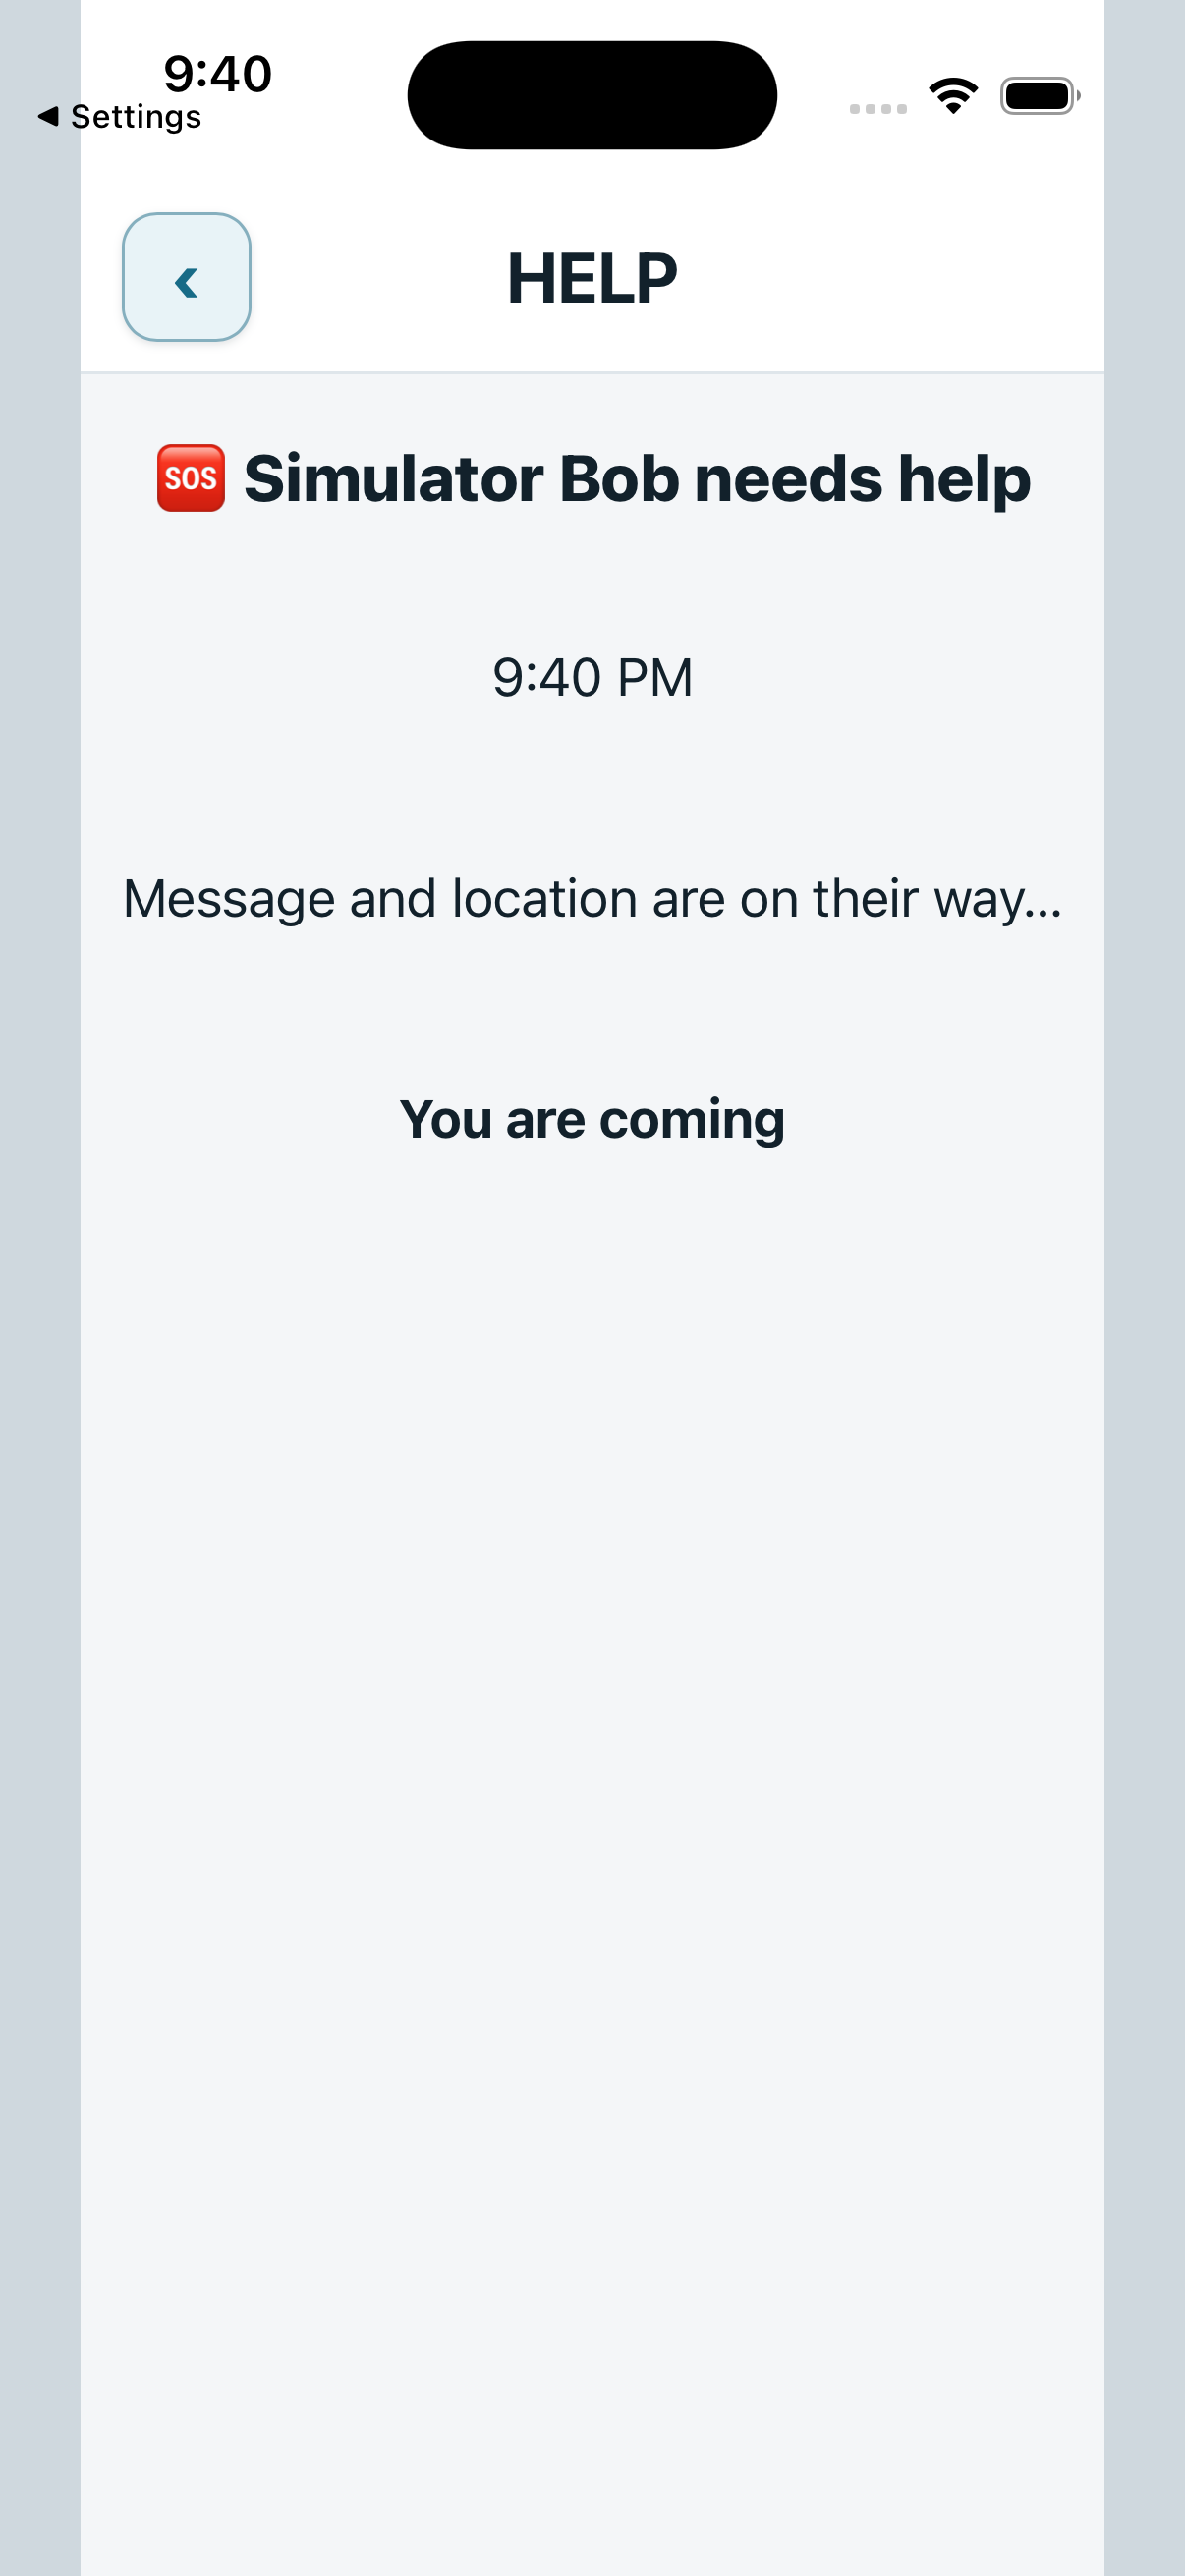 9:40
◀ Settings
‹
HELP
🆘 Simulator Bob needs help
9:40 PM
Message and location are on their way...
You are coming